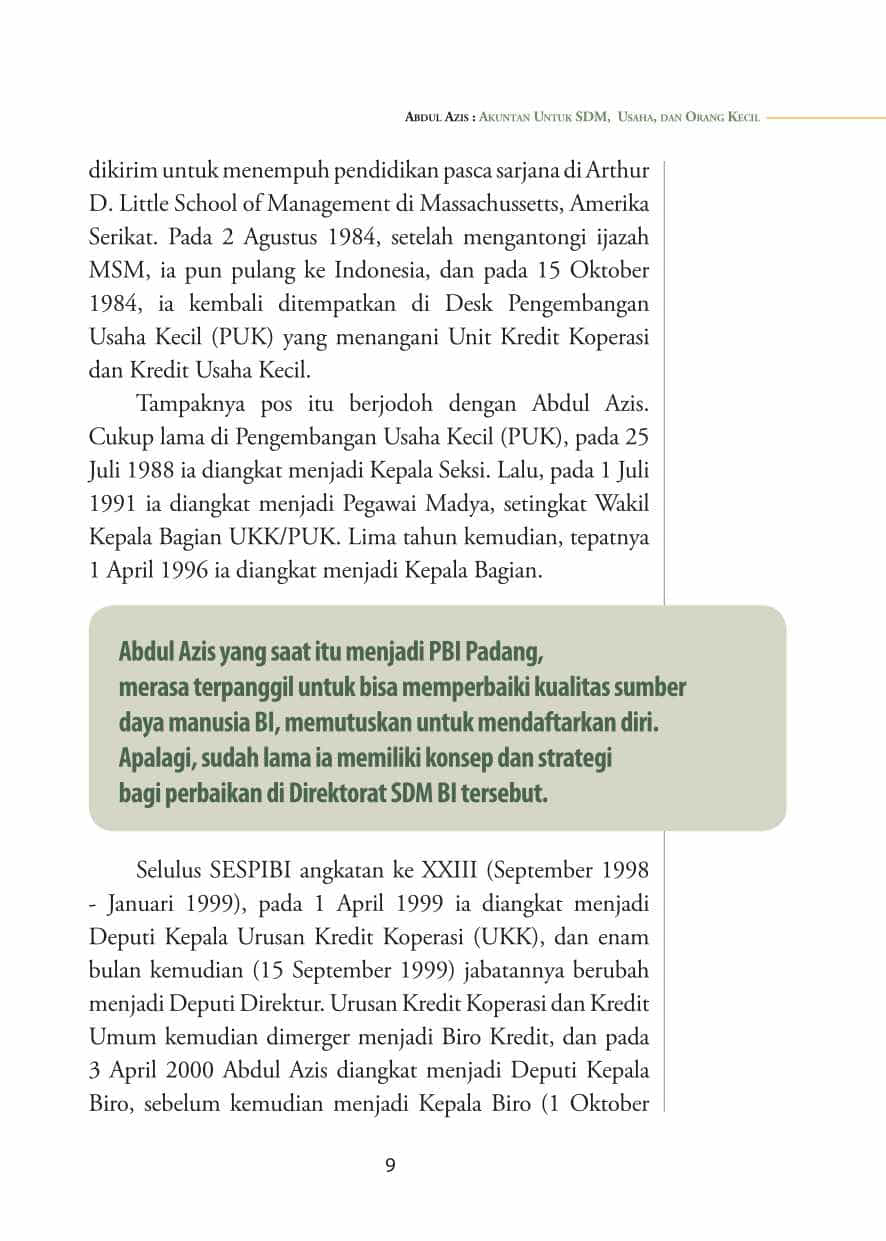 Abdul Azis : Akuntan Untuk SDM, Usaha, dan Orang Kecil
dikirim untuk menempuh pendidikan pasca sarjana di Arthur
D. Little School of Management di Massachussetts, Amerika
Serikat. Pada 2 Agustus 1984, setelah mengantongi ijazah
MSM, ia pun pulang ke Indonesia, dan pada 15 Oktober
1984, ia kembali ditempatkan di Desk Pengembangan
Usaha Kecil (PUK) yang menangani Unit Kredit Koperasi
dan Kredit Usaha Kecil.
Tampaknya pos itu berjodoh dengan Abdul Azis.
Cukup lama di Pengembangan Usaha Kecil (PUK), pada 25
Juli 1988 ia diangkat menjadi Kepala Seksi. Lalu, pada 1 Juli
1991 ia diangkat menjadi Pegawai Madya, setingkat Wakil
Kepala Bagian UKK/PUK. Lima tahun kemudian, tepatnya
1 April 1996 ia diangkat menjadi Kepala Bagian.
Abdul Azis yang saat itu menjadi PBI Padang,
merasa terpanggil untuk bisa memperbaiki kualitas sumber
daya manusia BI, memutuskan untuk mendaftarkan diri.
Apalagi, sudah lama ia memiliki konsep dan strategi
bagi perbaikan di Direktorat SDM BI tersebut.
Selulus SESPIBI angkatan ke XXIII (September 1998
- Januari 1999), pada 1 April 1999 ia diangkat menjadi
Deputi Kepala Urusan Kredit Koperasi (UKK), dan enam
bulan kemudian (15 September 1999) jabatannya berubah
menjadi Deputi Direktur. Urusan Kredit Koperasi dan Kredit
Umum kemudian dimerger menjadi Biro Kredit, dan pada
3 April 2000 Abdul Azis diangkat menjadi Deputi Kepala
Biro, sebelum kemudian menjadi Kepala Biro (1 Oktober
9